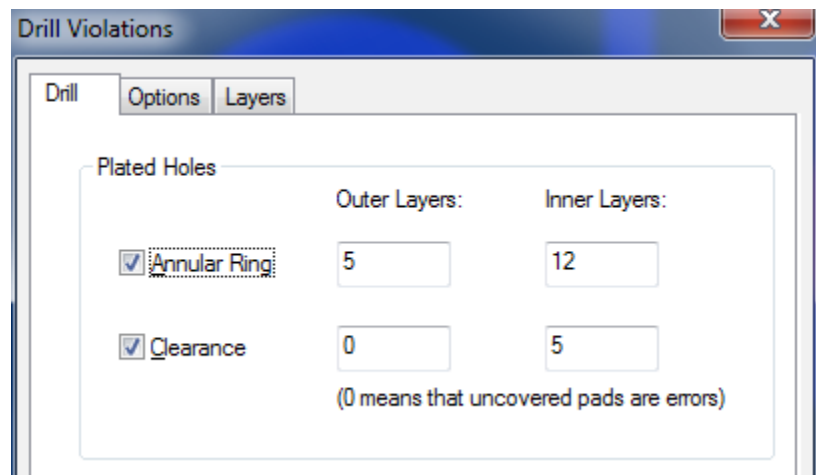 Drill Violations
Drill Options Layers
Plated Holes
Outer Layers: Inner Layers:
Annular Ring 5 12
Clearance 0 5
(0 means that uncovered pads are errors)